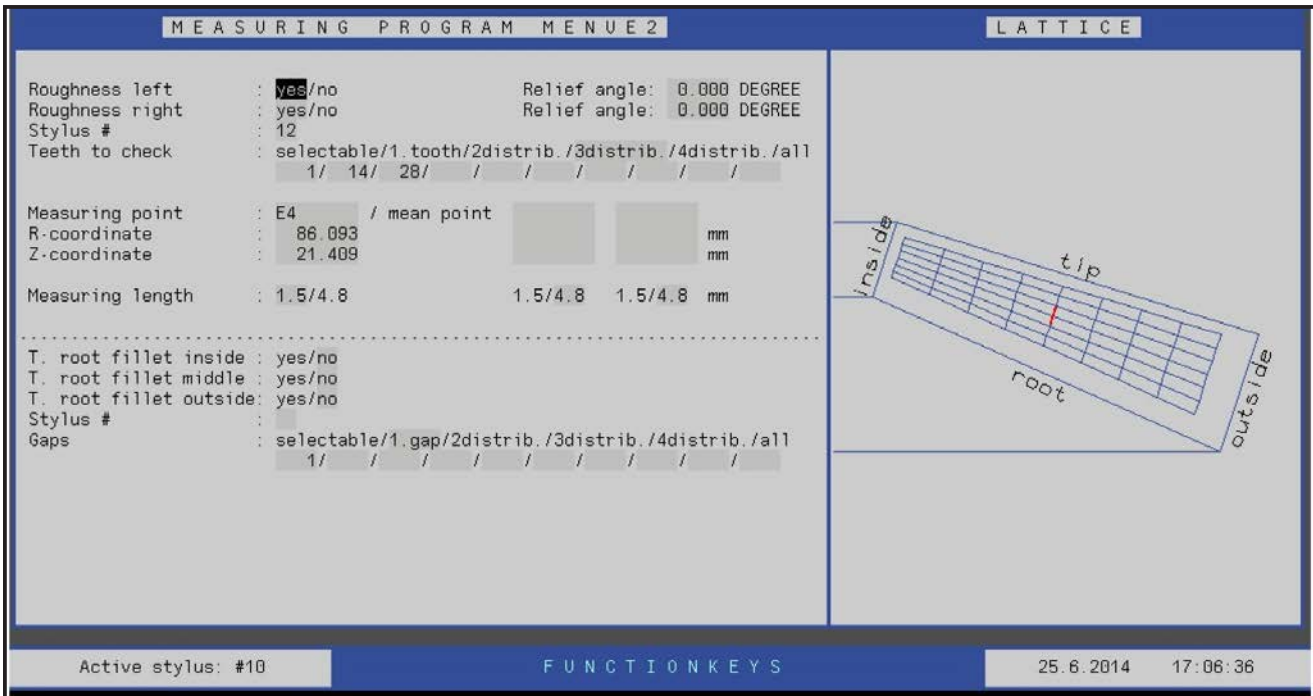 MEASURING PROGRAM MENUE2
LATTICE
Roughness left : yes/no Relief angle: 0.000 DEGREE
Roughness right : yes/no Relief angle: 0.000 DEGREE
Stylus # : 12
Teeth to check : selectable/1.tooth/2distrib./3distrib./4distrib./all
1/ 14/ 28/ / / / / / /
Measuring point : E4 / mean point
R-coordinate : 86.093 mm
Z-coordinate : 21.409 mm
Measuring length : 1.5/4.8 1.5/4.8 1.5/4.8 mm
T. root fillet inside : yes/no
T. root fillet middle : yes/no
T. root fillet outside: yes/no
Stylus # :
Gaps : selectable/1.gap/2distrib./3distrib./4distrib./all
1/ / / / / / / / /
inside
tip
root
outside
Active stylus: #10
FUNCTIONKEYS
25.6.2014 17:06:36